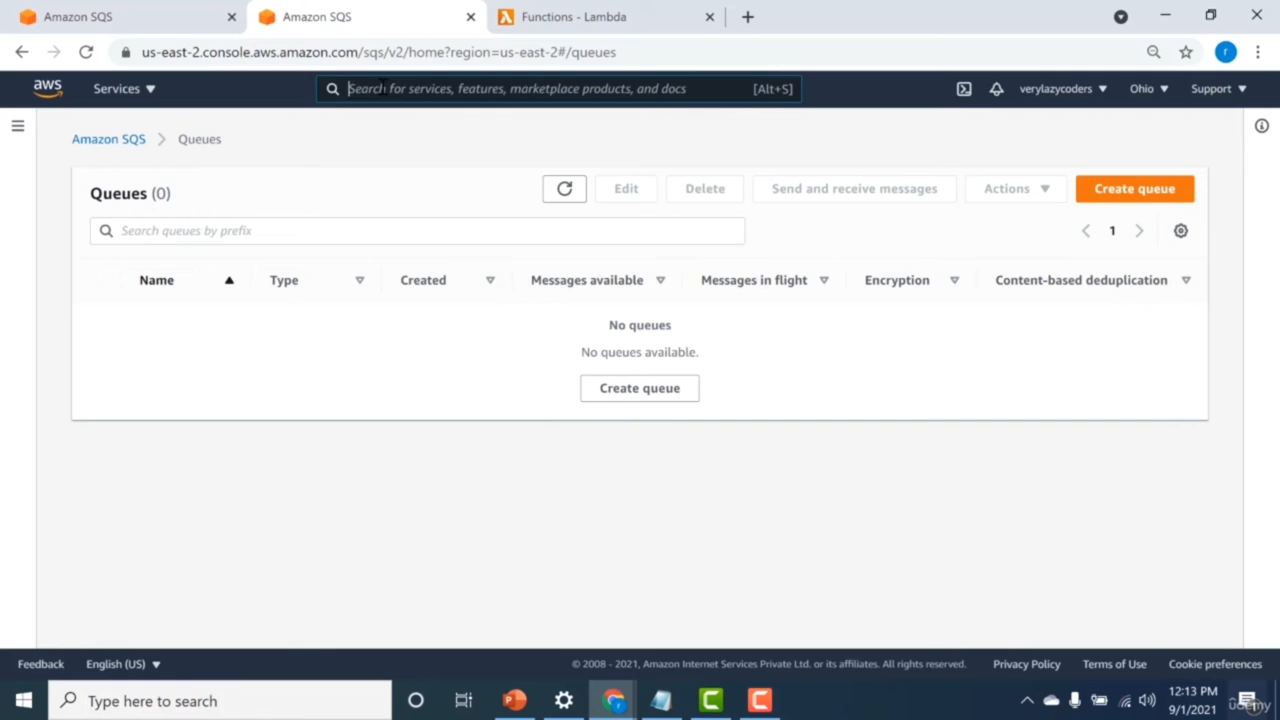 Amazon SQS
Amazon SQS
Functions - Lambda
us-east-2.console.aws.amazon.com/sqs/v2/home?region=us-east-2#/queues
r
aws
Services
Search for services, features, marketplace products, and docs
[Alt+S]
verylazycoders
Ohio
Support
Amazon SQS
Queues
Queues (0)
Edit
Delete
Send and receive messages
Actions
Create queue
Search queues by prefix
1
Name
Type
Created
Messages available
Messages in flight
Encryption
Content-based deduplication
No queues
No queues available.
Create queue
Feedback
English (US)
© 2008 - 2021, Amazon Internet Services Private Ltd. or its affiliates. All rights reserved.
Privacy Policy
Terms of Use
Cookie preferences
Type here to search
12:13 PM
9/1/2021
udemy